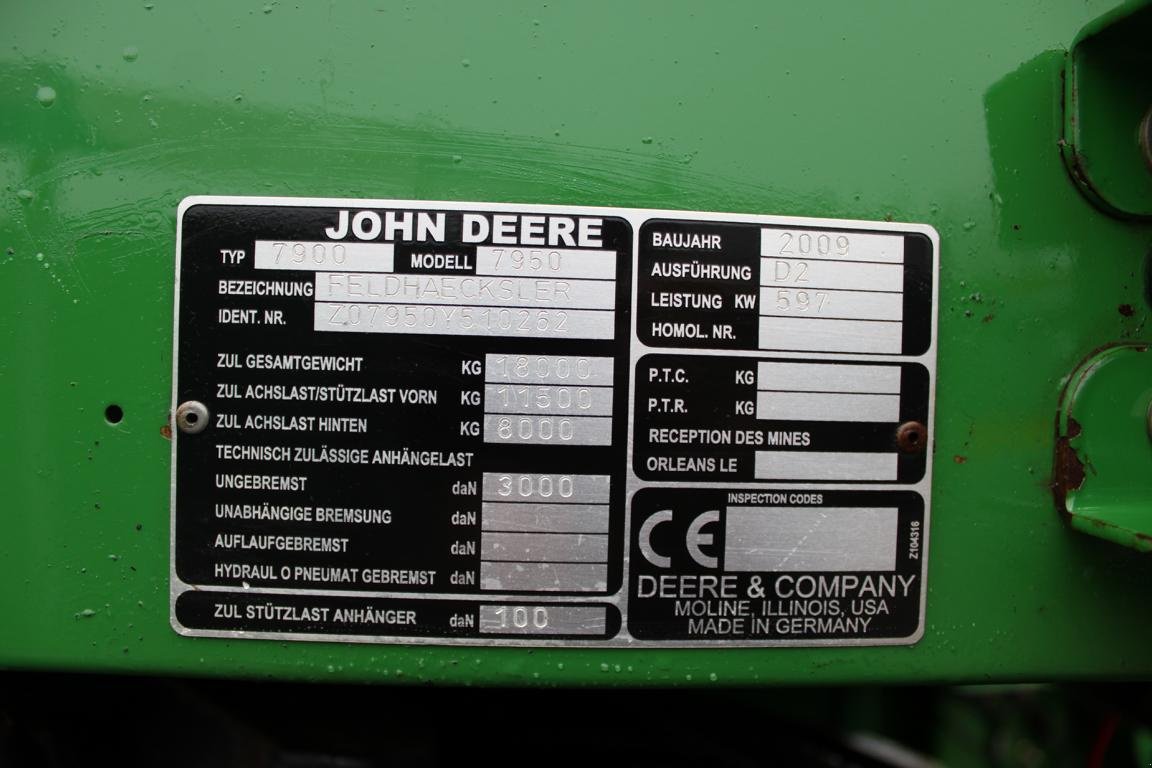 JOHN DEERE
TYP 7900 MODELL 7950
BEZEICHNUNG FELDHAECKSLER
IDENT. NR. Z07950Y510262
ZUL GESAMTGEWICHT KG 18000
ZUL ACHSLAST/STÜTZLAST VORN KG 11500
ZUL ACHSLAST HINTEN KG 8000
TECHNISCH ZULÄSSIGE ANHÄNGELAST
UNGEBREMST daN 3000
UNABHÄNGIGE BREMSUNG daN
AUFLAUFGEBREMST daN
HYDRAUL O PNEUMAT GEBREMST daN
ZUL STÜTZLAST ANHÄNGER daN 100
BAUJAHR 2009
AUSFÜHRUNG D2
LEISTUNG KW 597
HOMOL. NR.
P.T.C. KG
P.T.R. KG
RECEPTION DES MINES
ORLEANS LE
INSPECTION CODES
CE
Z104316
DEERE & COMPANY
MOLINE, ILLINOIS, USA
MADE IN GERMANY